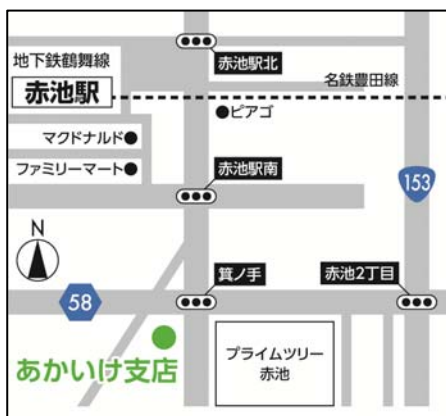 赤池駅北
地下鉄鶴舞線
名鉄豊田線
赤池駅
ピアゴ
マクドナルド
ファミリーマート
赤池駅南
153
N
箕ノ手
赤池2丁目
58
あかいけ支店
プライムツリー
赤池